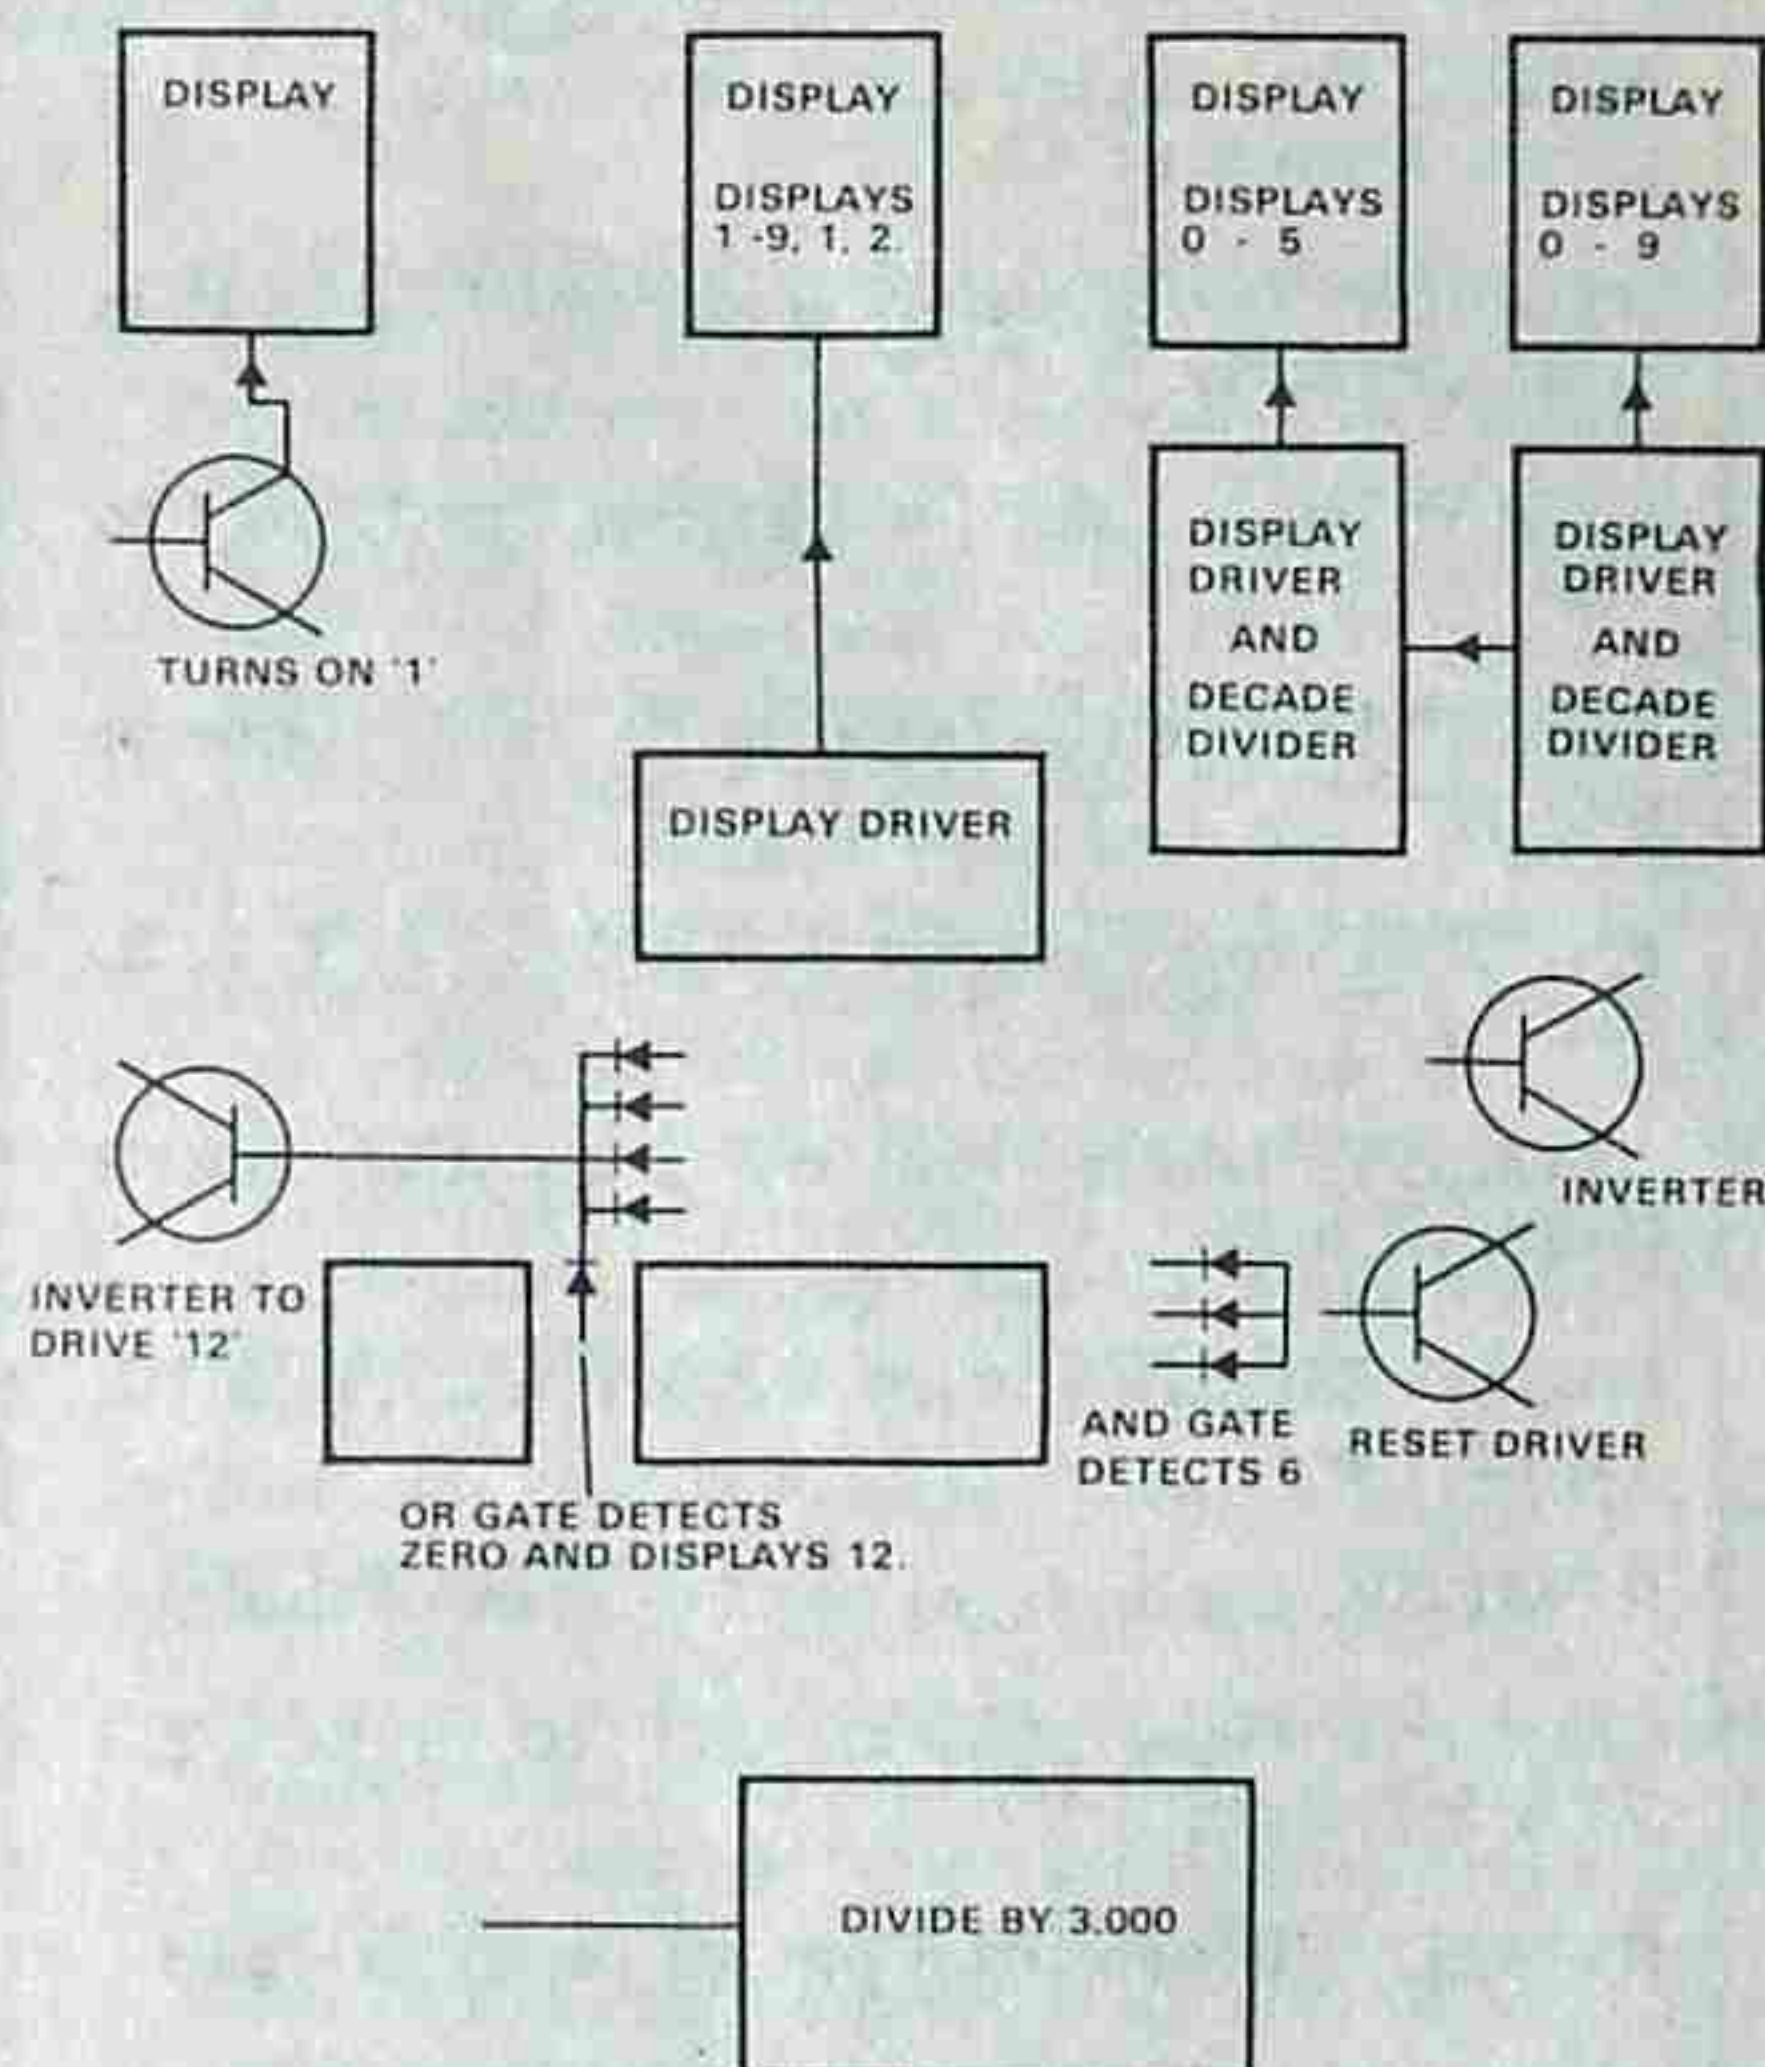 DISPLAY
DISPLAY
DISPLAYS
1 -9, 1, 2.
DISPLAY
DISPLAYS
0 - 5
DISPLAY
DISPLAYS
0 - 9
TURNS ON '1'
DISPLAY
DRIVER
AND
DECADE
DIVIDER
DISPLAY
DRIVER
AND
DECADE
DIVIDER
DISPLAY DRIVER
INVERTER
INVERTER TO
DRIVE '12'
AND GATE
DETECTS 6
RESET DRIVER
OR GATE DETECTS
ZERO AND DISPLAYS 12.
DIVIDE BY 3.000